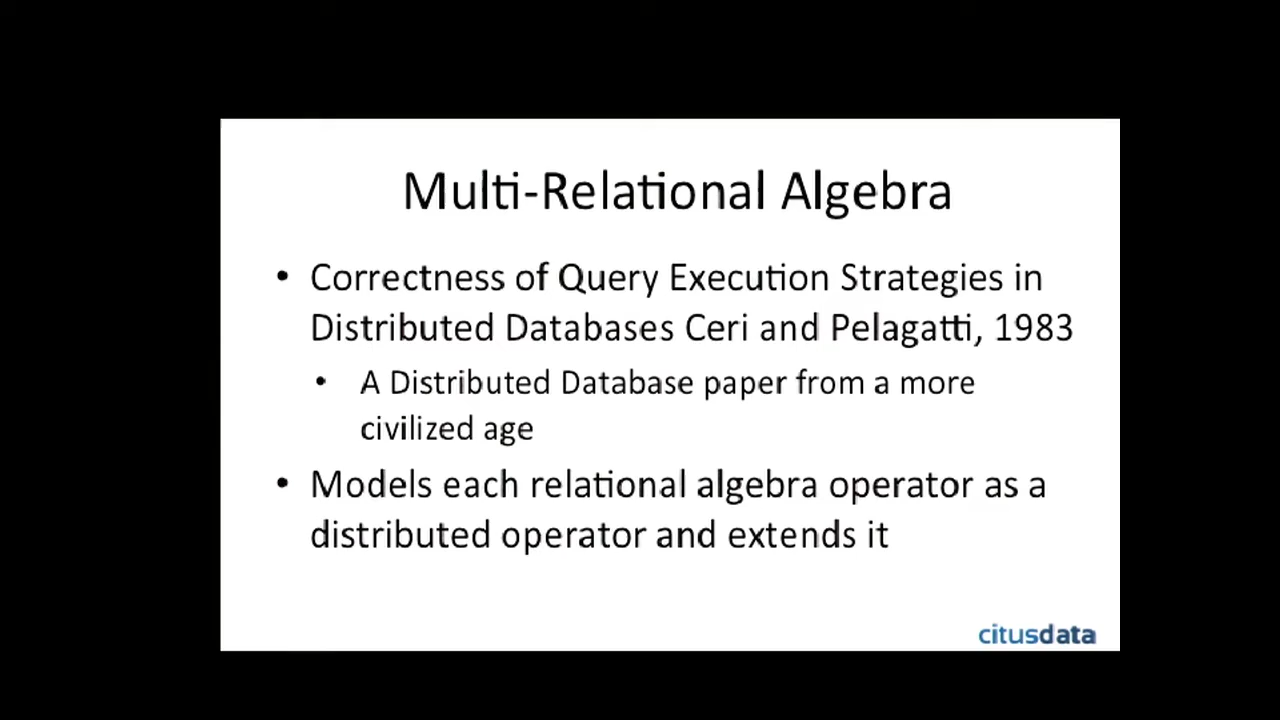 Multi-Relational Algebra
• Correctness of Query Execution Strategies in
Distributed Databases Ceri and Pelagatti, 1983
• A Distributed Database paper from a more
civilized age
• Models each relational algebra operator as a
distributed operator and extends it
citusdata